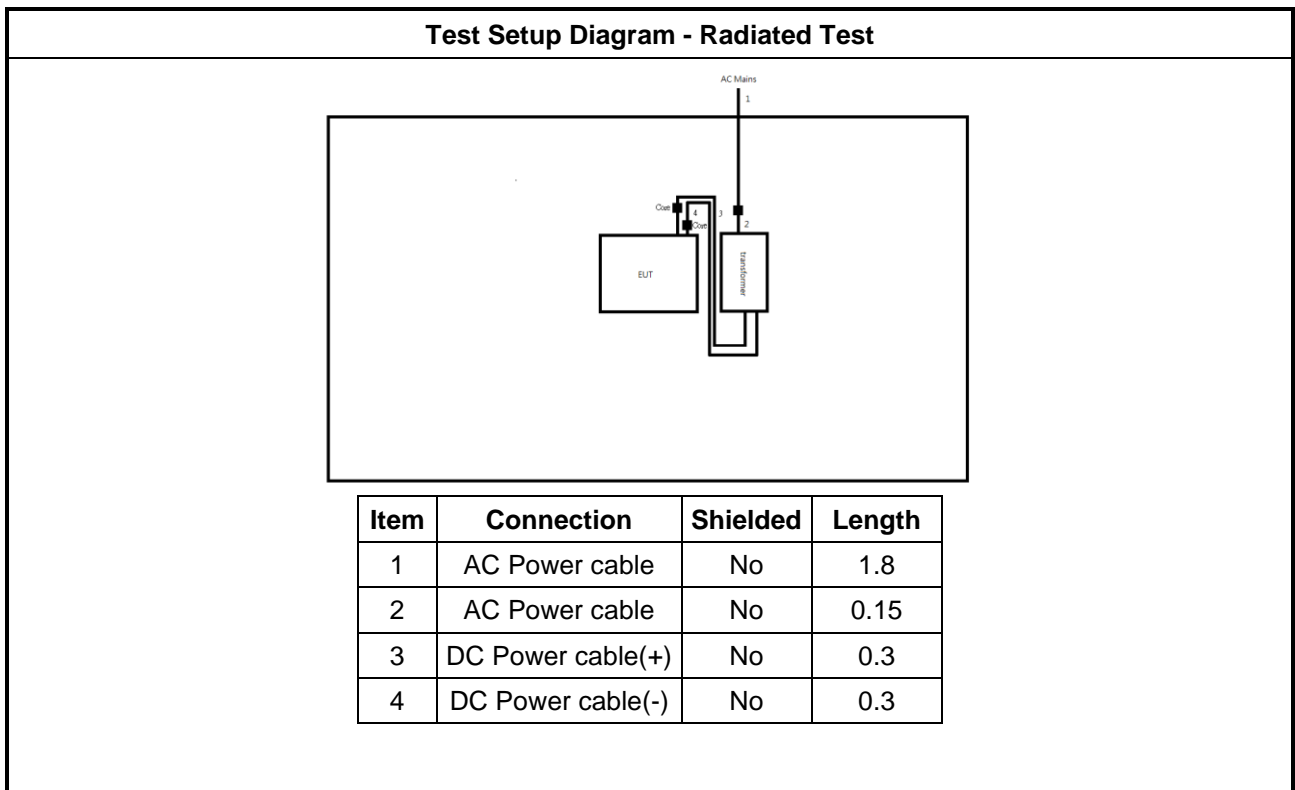 Test Setup Diagram - Radiated Test
AC Mains
1
Core
4
3
Core
2
EUT
transformer
Item Connection Shielded Length
1 AC Power cable No 1.8
2 AC Power cable No 0.15
3 DC Power cable(+) No 0.3
4 DC Power cable(-) No 0.3